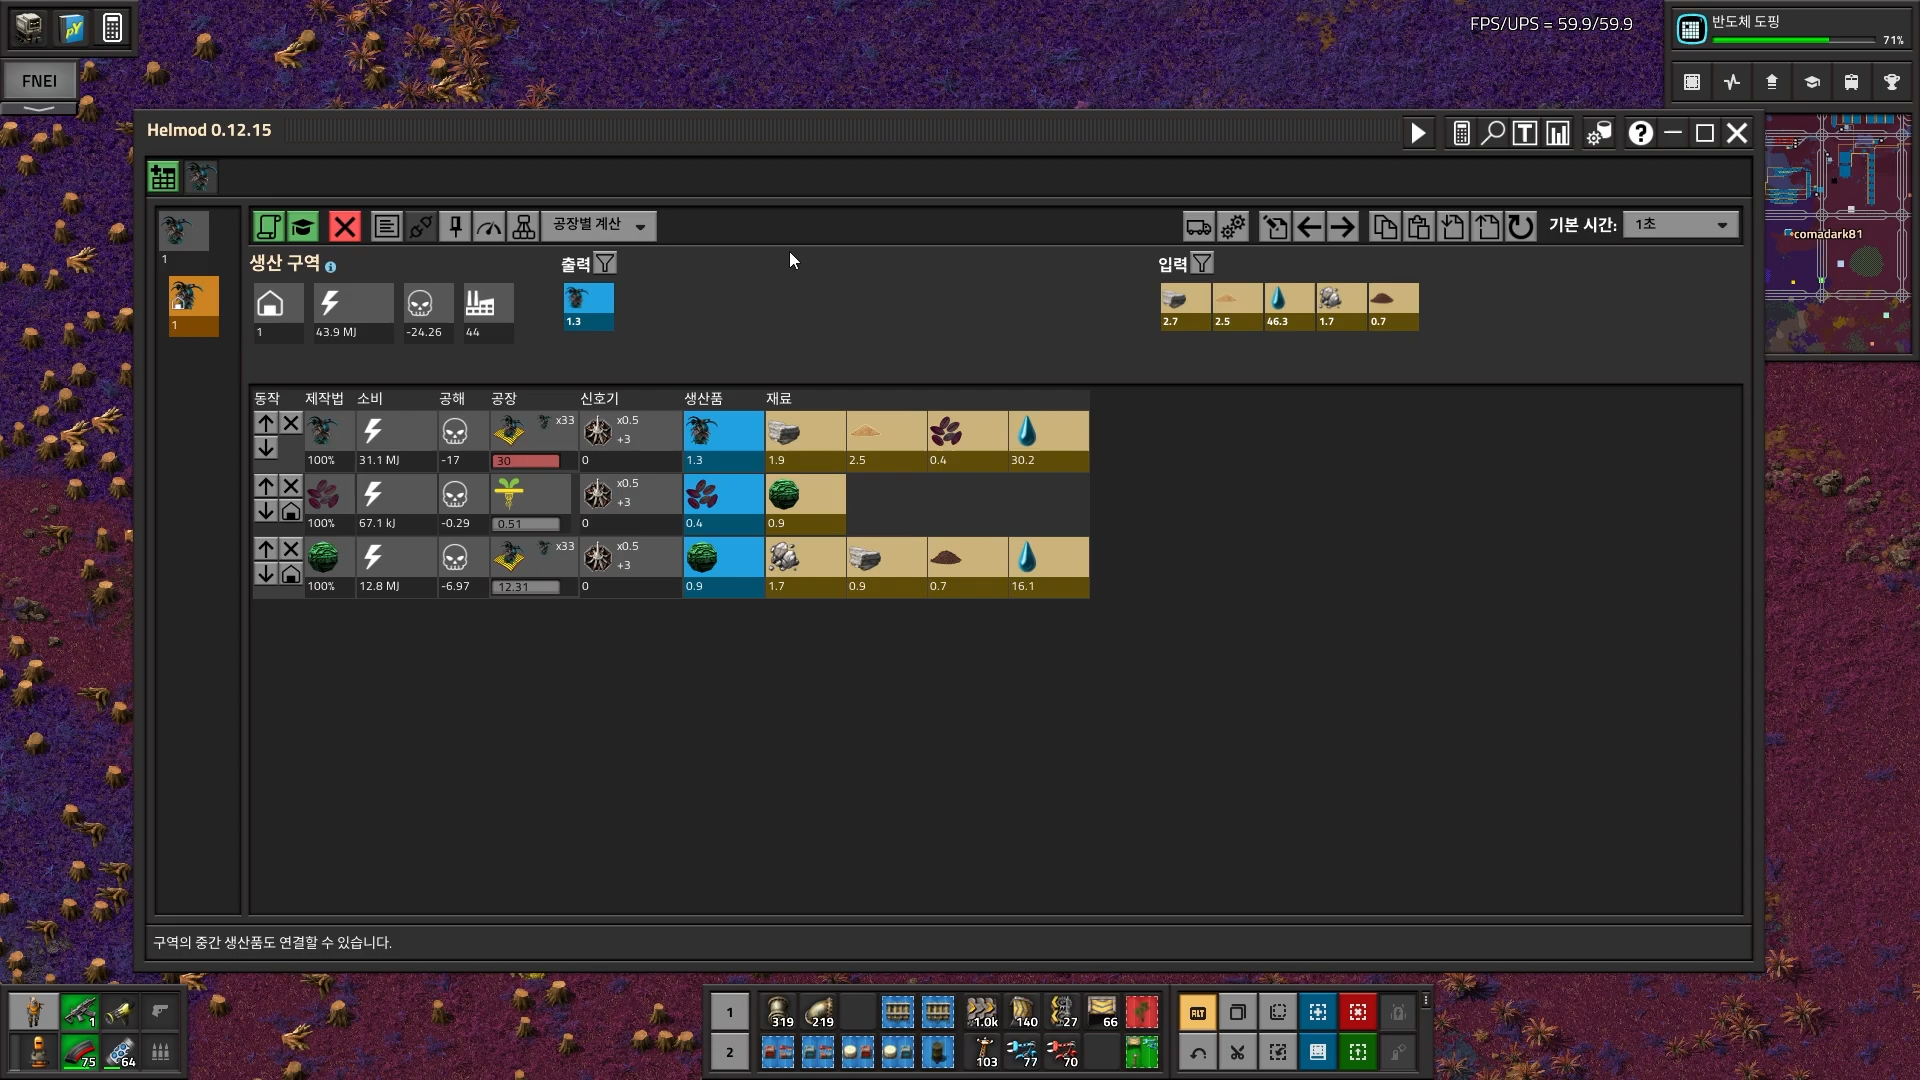 pY
FNEI
FPS/UPS = 59.9/59.9
반도체 도핑
71%
comadark81
Helmod 0.12.15
T
?
공장별 계산
기본 시간:
1초
1
1
생산 구역
출력
입력
1
43.9 MJ
-24.26
44
1.3
2.7
2.5
46.3
1.7
0.7
동작
제작법
소비
공해
공장
신호기
생산품
재료
x33
x0.5
+3
100%
31.1 MJ
-17
30
0
1.3
1.9
2.5
0.4
30.2
x0.5
+3
100%
67.1 kJ
-0.29
0.51
0
0.4
0.9
x33
x0.5
+3
100%
12.8 MJ
-6.97
12.31
0
0.9
1.7
0.9
0.7
16.1
구역의 중간 생산품도 연결할 수 있습니다.
1
75
64
1
319
219
1.0k
140
27
66
2
103
77
70
ALT